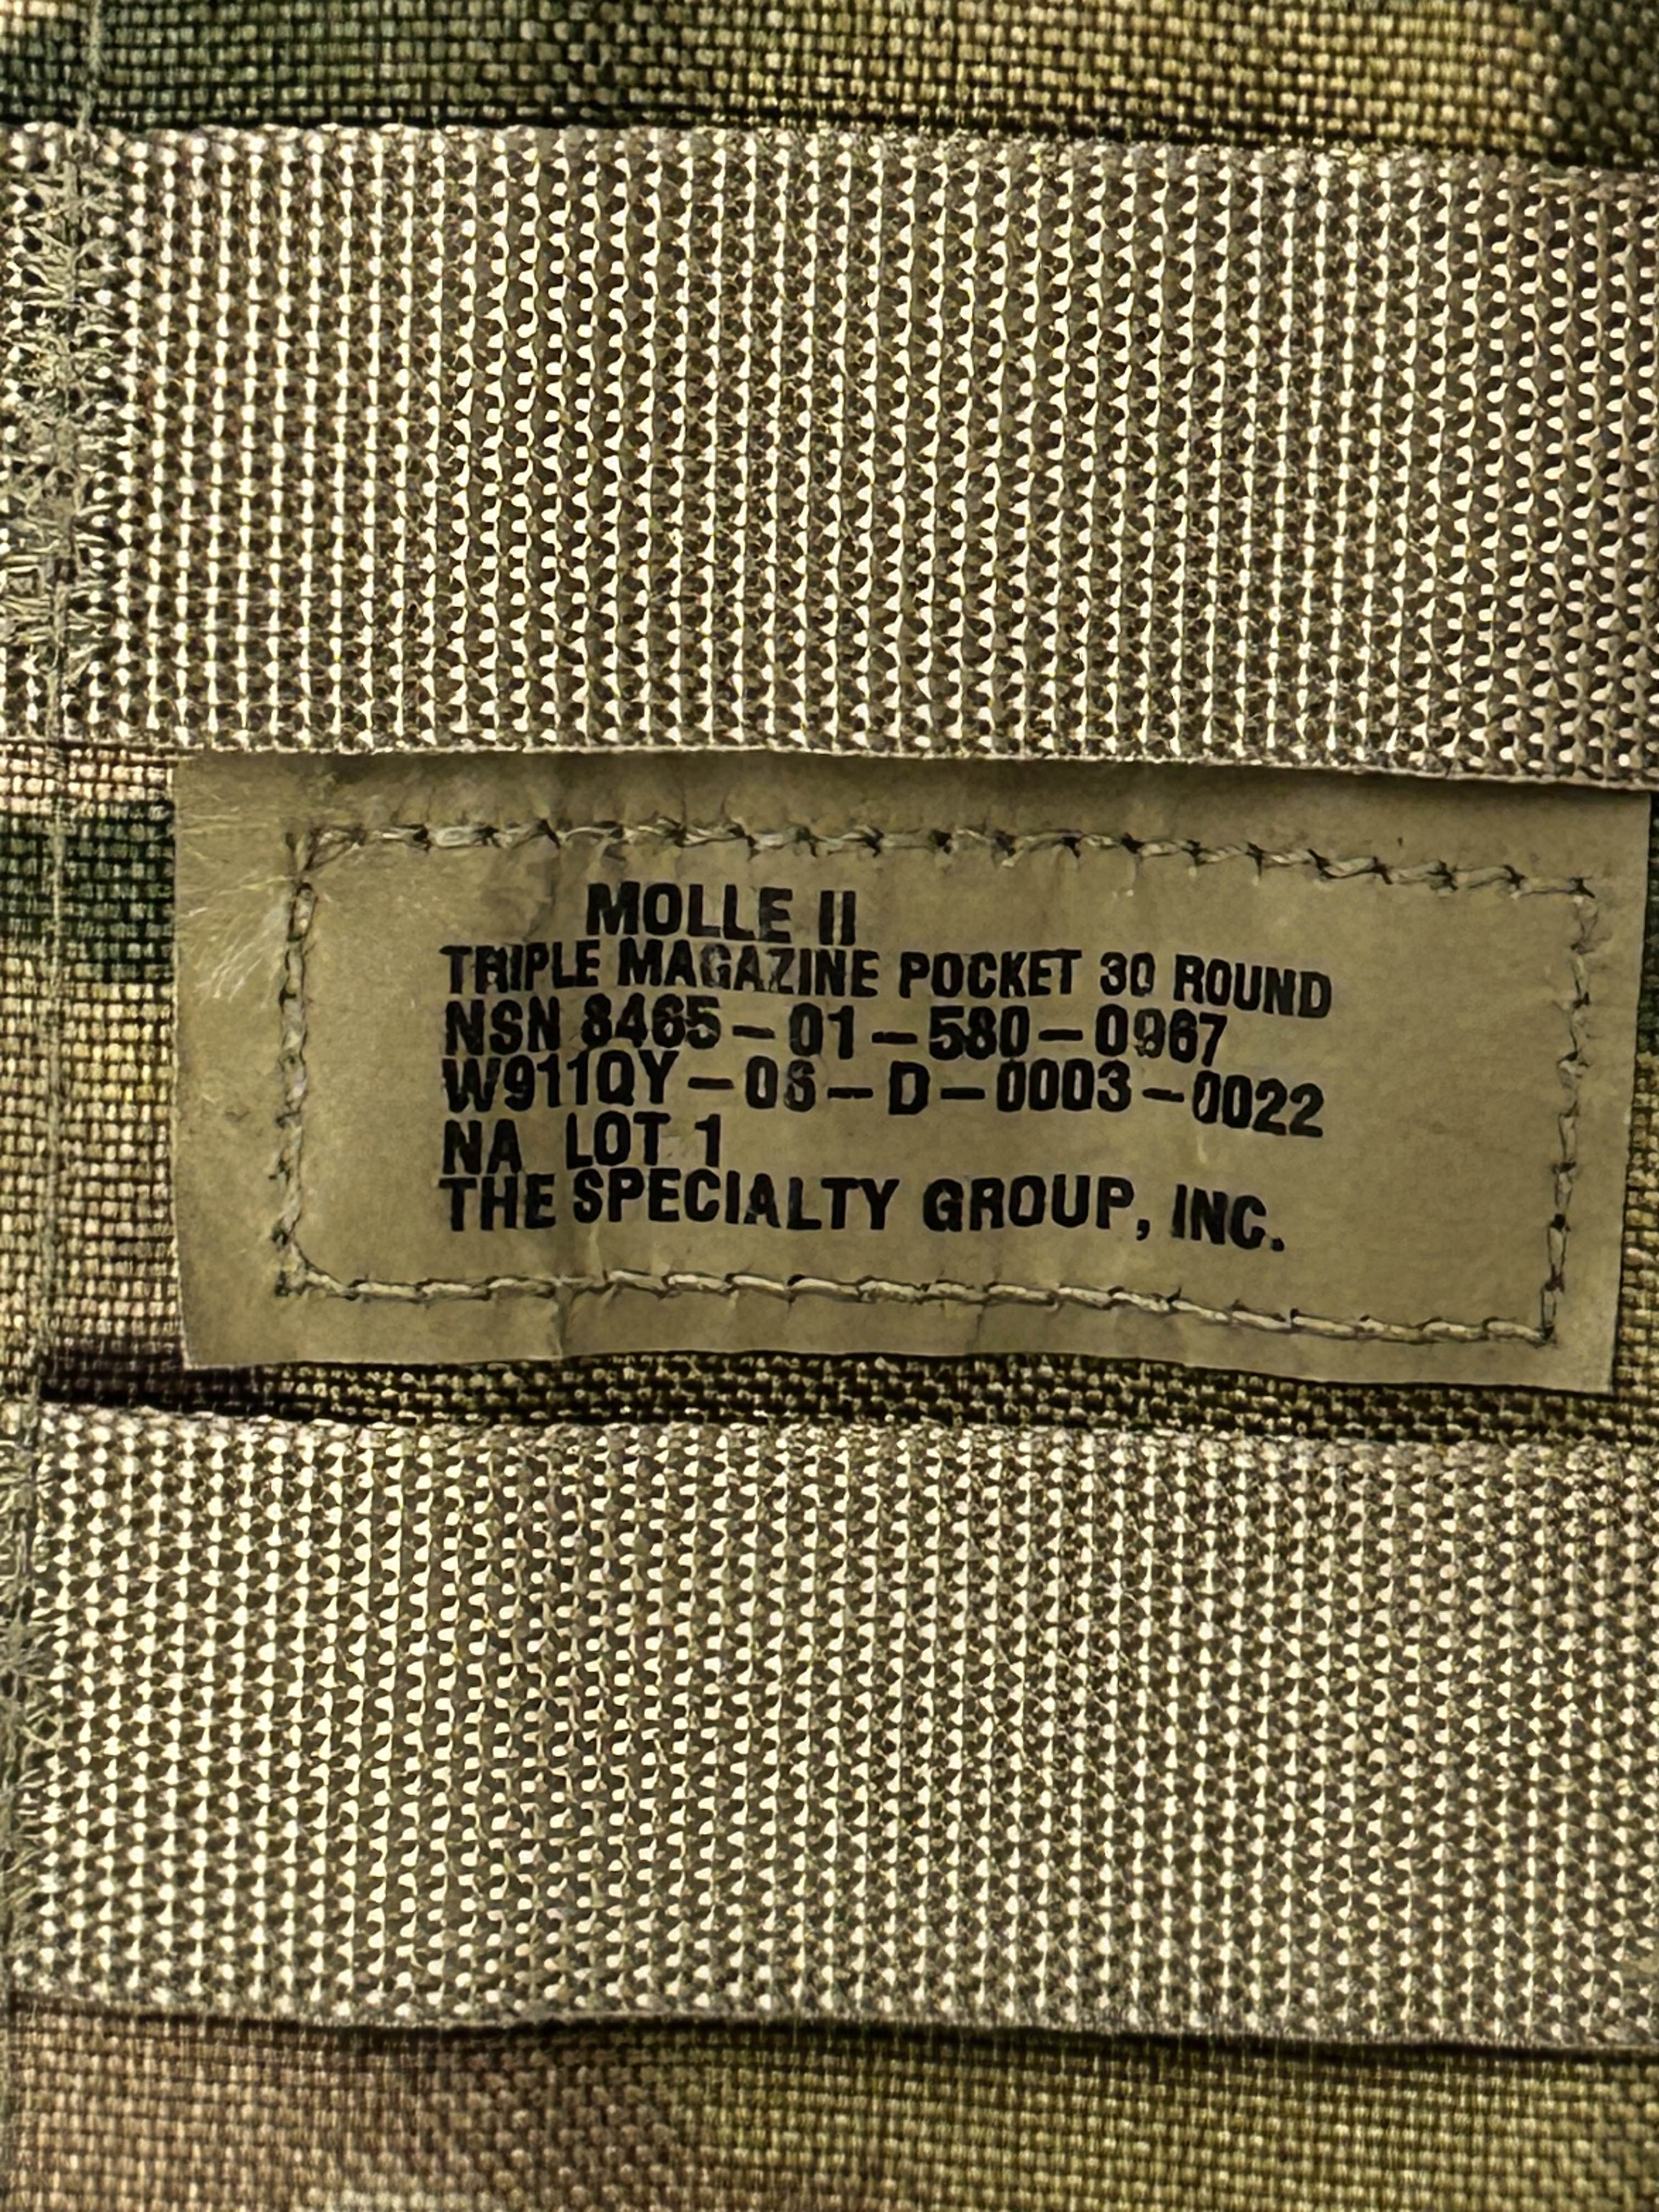 MOLLE II
TRIPLE MAGAZINE POCKET 30 ROUND
NSN 8465-01-580-0967
W911QY-06-D-0003-0022
NA LOT 1
THE SPECIALTY GROUP, INC.